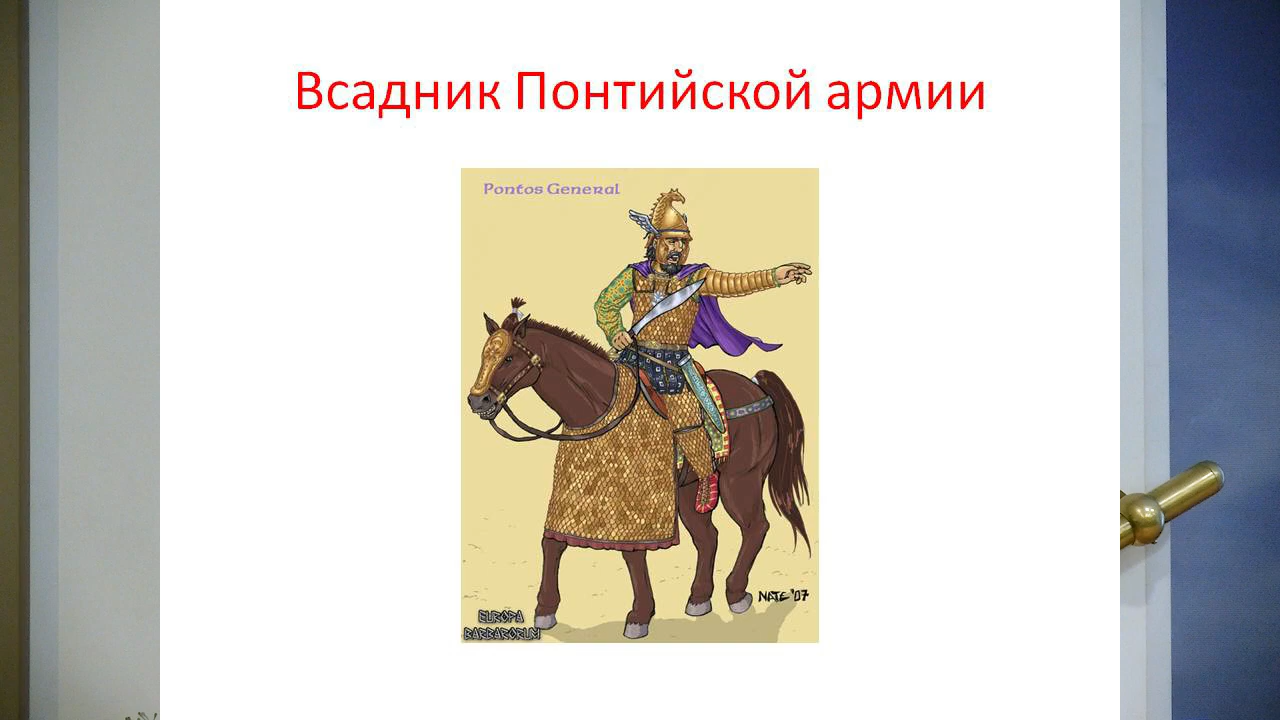 Всадник Понтийской армии
Pontos General
NATE '07
EUROPA
BARBARORUM